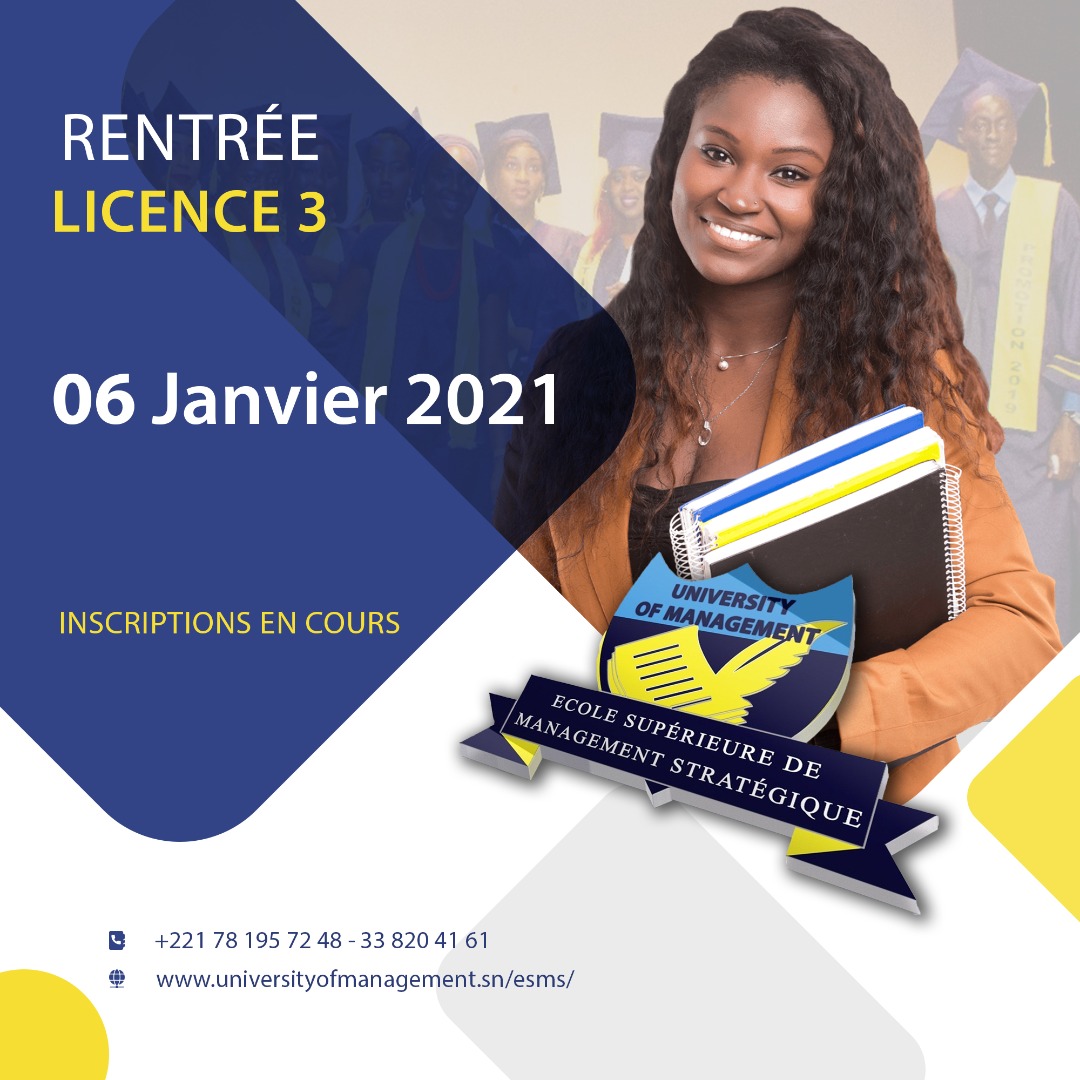 RENTRÉE
LICENCE 3
06 Janvier 2021
INSCRIPTIONS EN COURS
PROMOTION 2019
UNIVERSITY
OF MANAGEMENT
ECOLE SUPÉRIEURE DE
MANAGEMENT STRATÉGIQUE
+221 78 195 72 48 - 33 820 41 61
www.universityofmanagement.sn/esms/